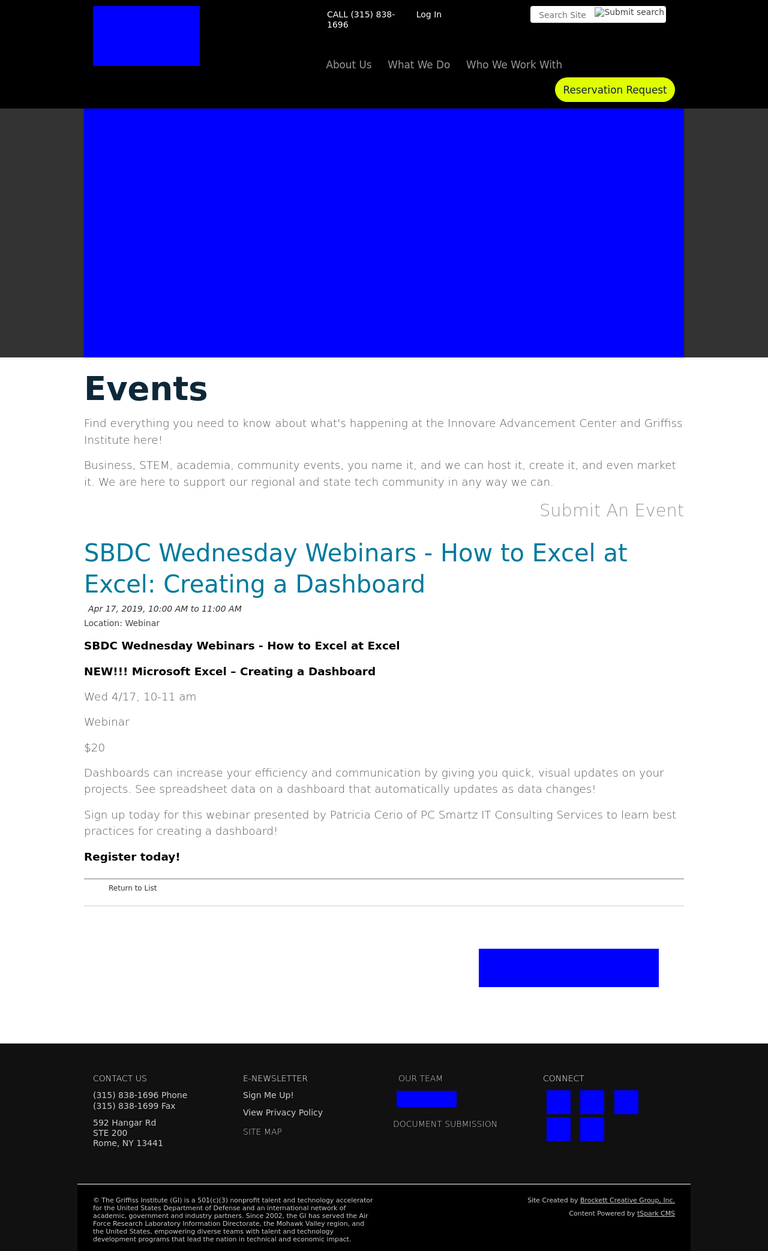 CALL (315) 838-
1696
Log In
Search Site
Submit search
About Us
What We Do
Who We Work With
Reservation Request
Events
Find everything you need to know about what's happening at the Innovare Advancement Center and Griffiss
Institute here!
Business, STEM, academia, community events, you name it, and we can host it, create it, and even market
it. We are here to support our regional and state tech community in any way we can.
Submit An Event
SBDC Wednesday Webinars - How to Excel at
Excel: Creating a Dashboard
Apr 17, 2019, 10:00 AM to 11:00 AM
Location: Webinar
SBDC Wednesday Webinars - How to Excel at Excel
NEW!!! Microsoft Excel – Creating a Dashboard
Wed 4/17, 10-11 am
Webinar
$20
Dashboards can increase your efficiency and communication by giving you quick, visual updates on your
projects. See spreadsheet data on a dashboard that automatically updates as data changes!
Sign up today for this webinar presented by Patricia Cerio of PC Smartz IT Consulting Services to learn best
practices for creating a dashboard!
Register today!
Return to List
CONTACT US
(315) 838-1696 Phone
(315) 838-1699 Fax
592 Hangar Rd
STE 200
Rome, NY 13441
E-NEWSLETTER
Sign Me Up!
View Privacy Policy
SITE MAP
OUR TEAM
DOCUMENT SUBMISSION
CONNECT
© The Griffiss Institute (GI) is a 501(c)(3) nonprofit talent and technology accelerator
for the United States Department of Defense and an international network of
academic, government and industry partners. Since 2002, the GI has served the Air
Force Research Laboratory Information Directorate, the Mohawk Valley region, and
the United States, empowering diverse teams with talent and technology
development programs that lead the nation in technical and economic impact.
Site Created by Brockett Creative Group, Inc.
Content Powered by tSpark CMS